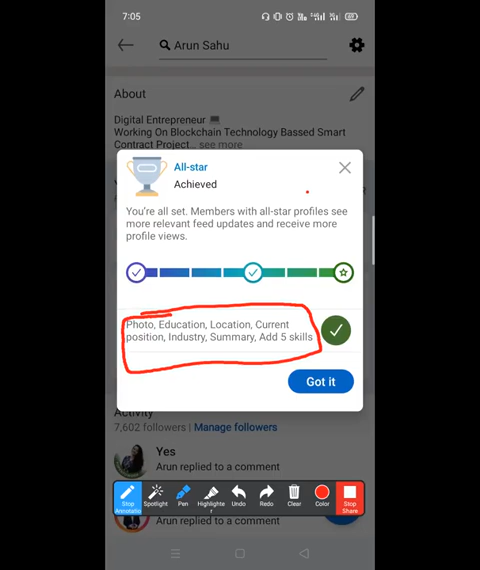 7:05
Arun Sahu
About
Digital Entrepreneur
Working On Blockchain Technology Bassed Smart
Contract Project... see more
All-star
Achieved
You're all set. Members with all-star profiles see
more relevant feed updates and receive more
profile views.
Photo, Education, Location, Current
position, Industry, Summary, Add 5 skills
Got it
Activity
7,602 followers | Manage followers
Yes
Arun replied to a comment
Stop Annotatio Spotlight Pen Highlighter Undo Redo Clear Color Stop Share
Arun replied to a comment